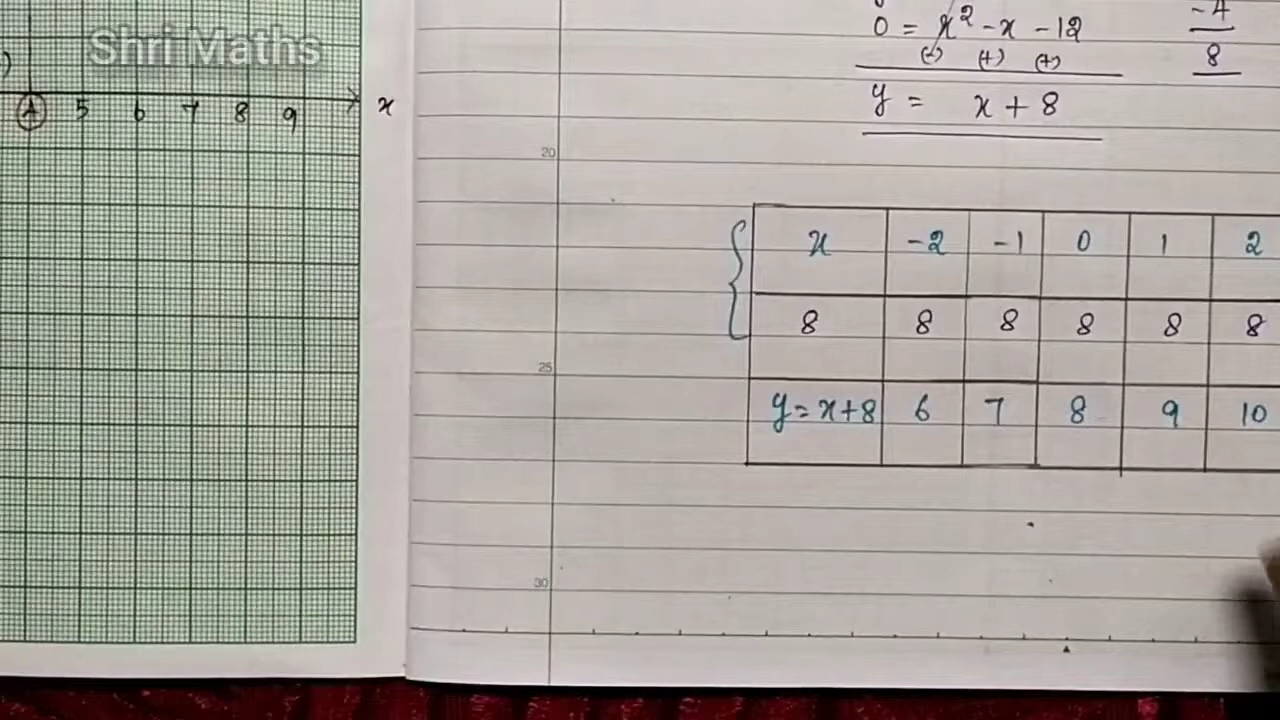 Shri Maths
4 5 6 7 8 9 x
-4
0 = x² - x - 12
(-) (+) (+)
8
y = x + 8
20
x -2 -1 0 1 2
8 8 8 8 8 8
25
y = x+8 6 7 8 9 10
30